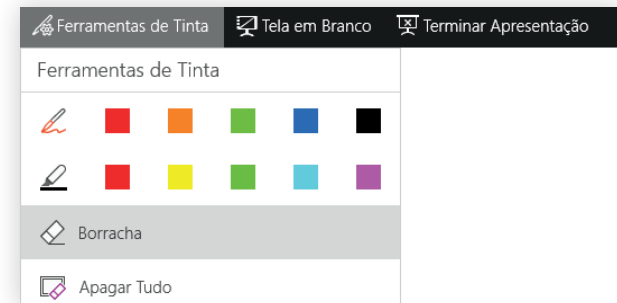 Ferramentas de Tinta Tela em Branco Terminar Apresentação
Ferramentas de Tinta
Borracha
Apagar Tudo